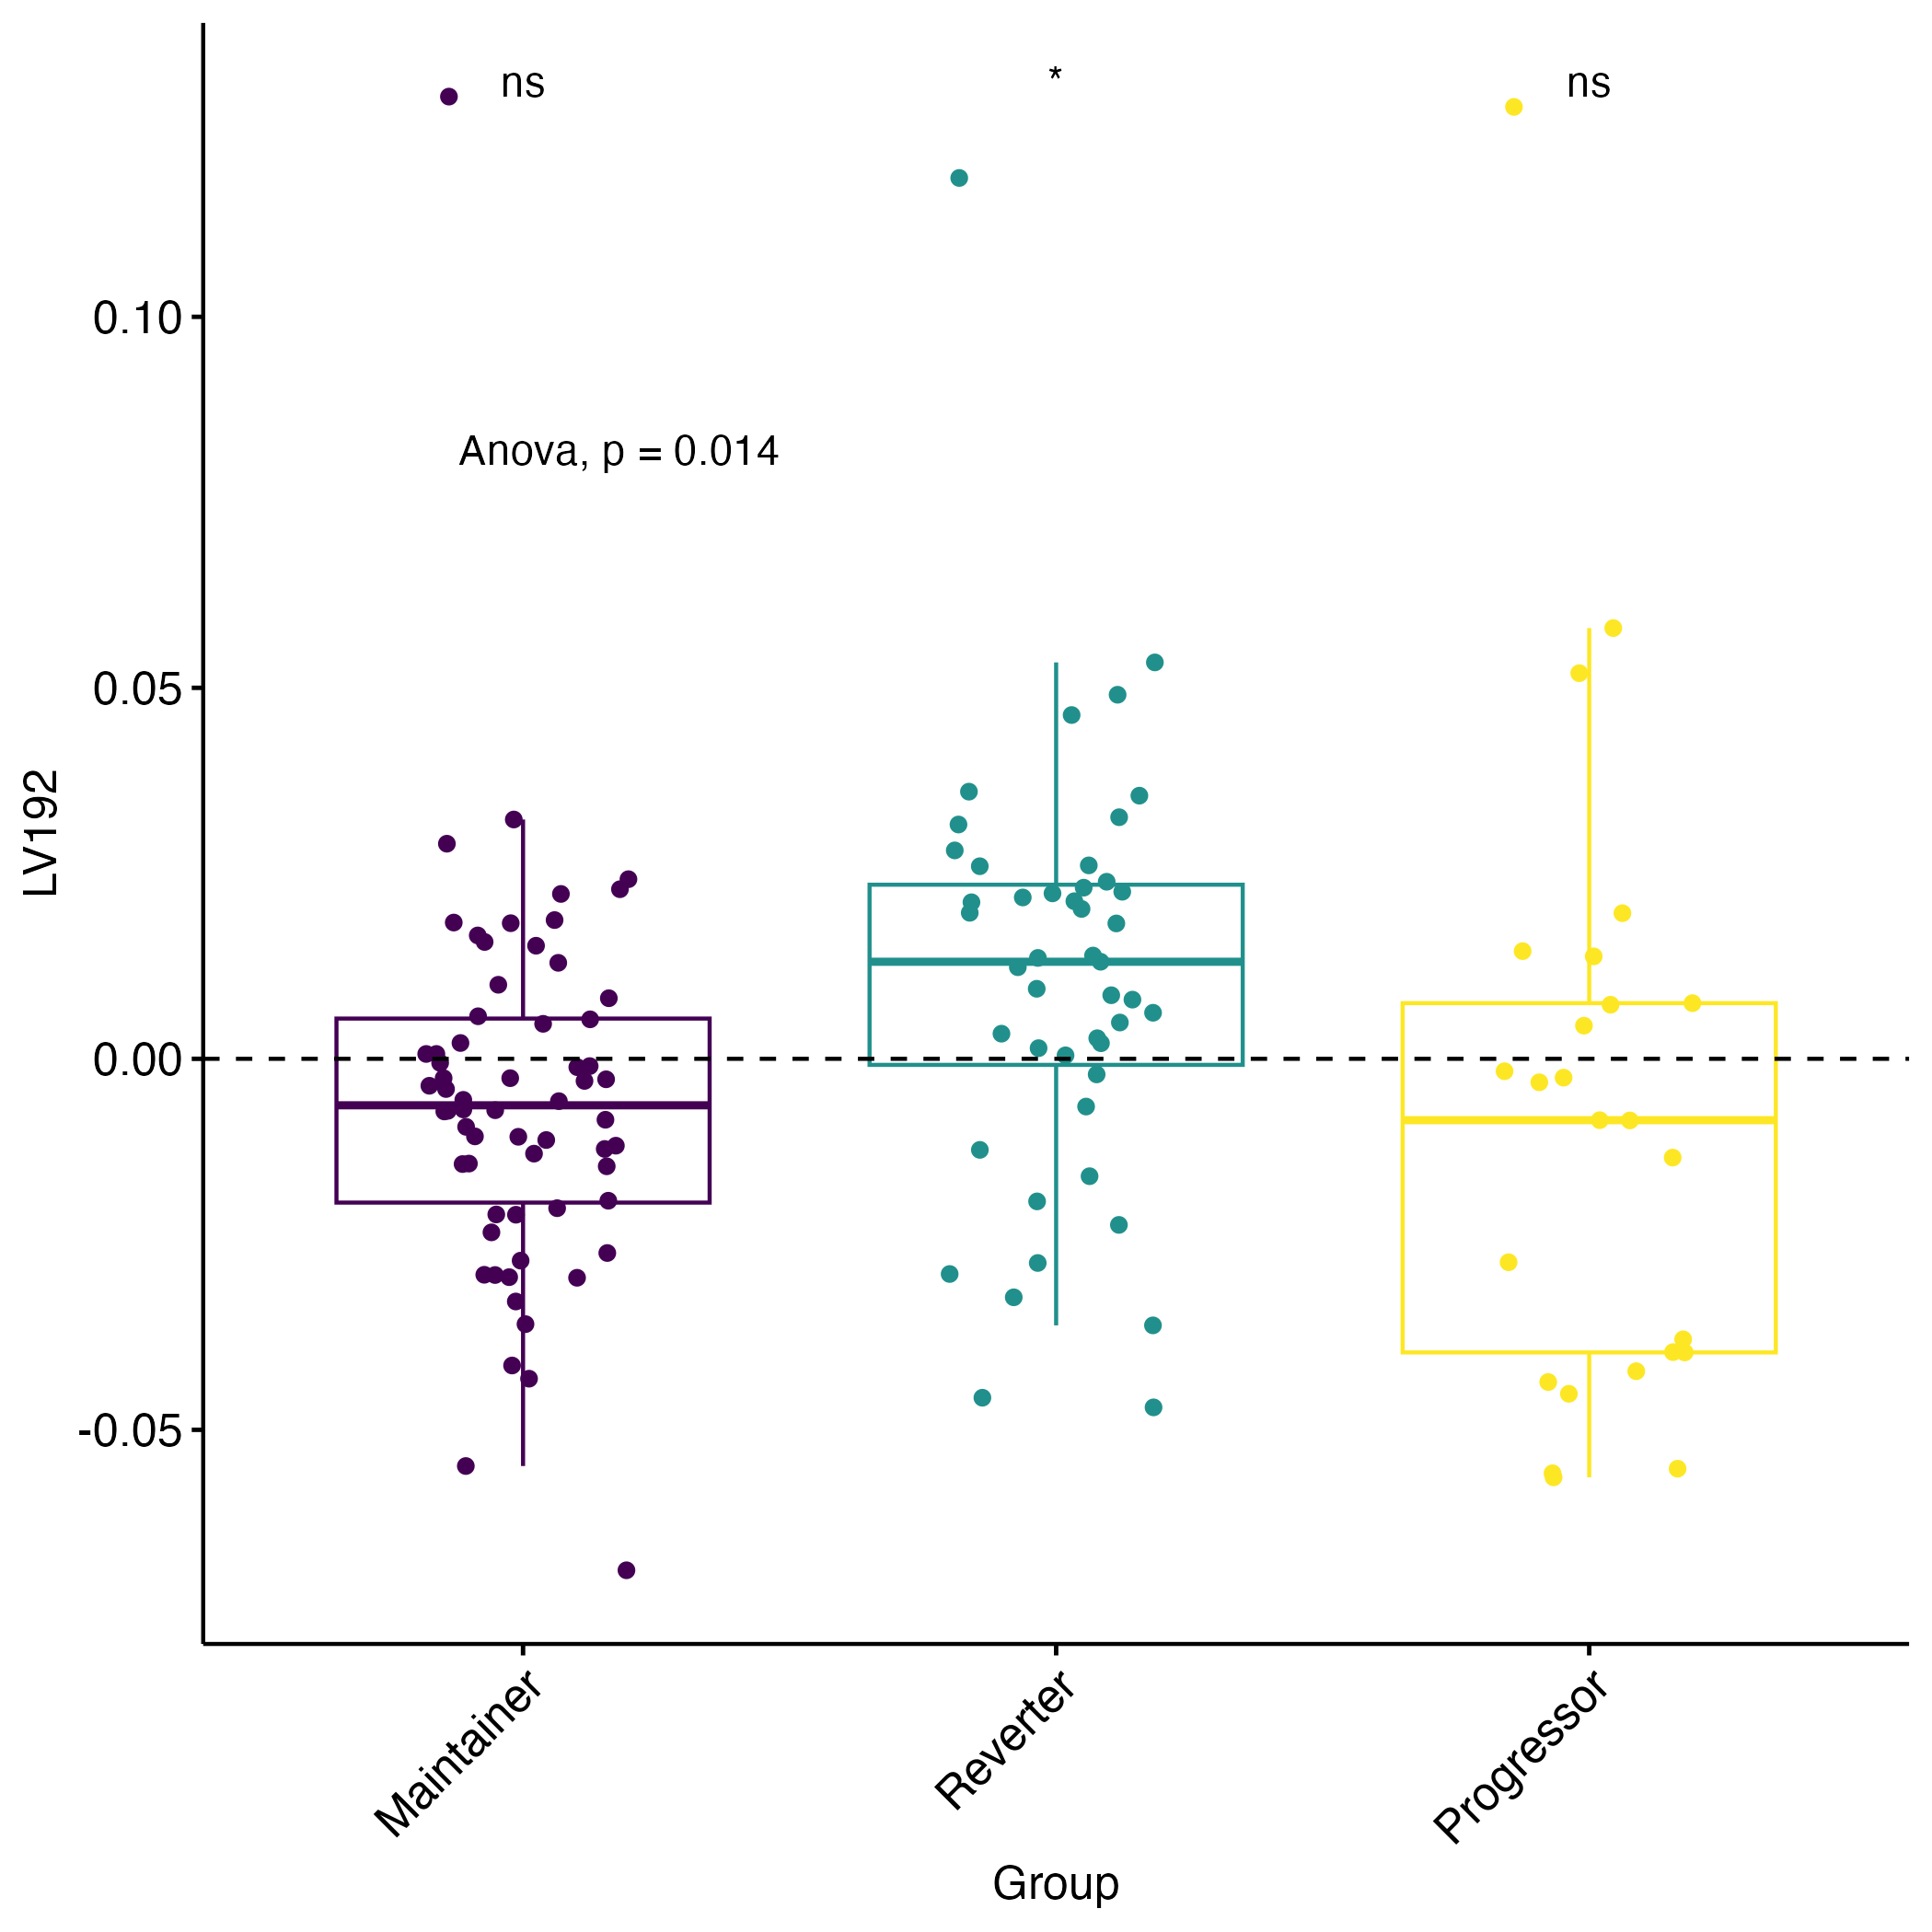 ns * ns
0.10
Anova, p = 0.014
0.05
LV192
0.00
-0.05
Maintainer
Reverter
Progressor
Group